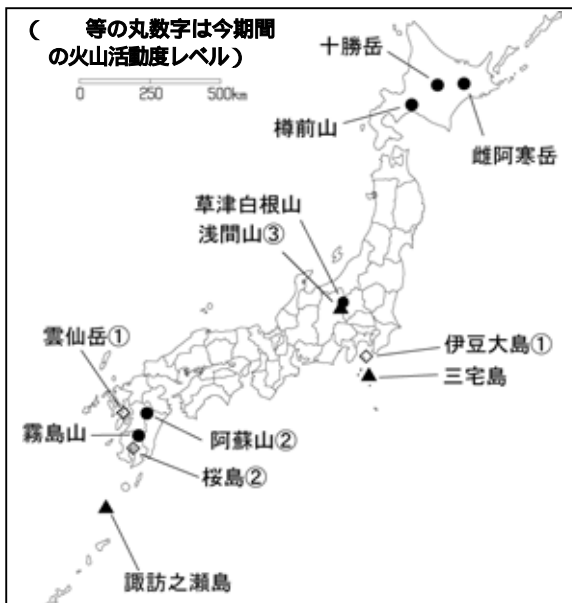 ( 等の丸数字は今期間
の火山活動度レベル)
0 250 500km
十勝岳
樽前山
雌阿寒岳
草津白根山
浅間山③
雲仙岳①
伊豆大島①
三宅島
霧島山
阿蘇山②
桜島②
諏訪之瀬島